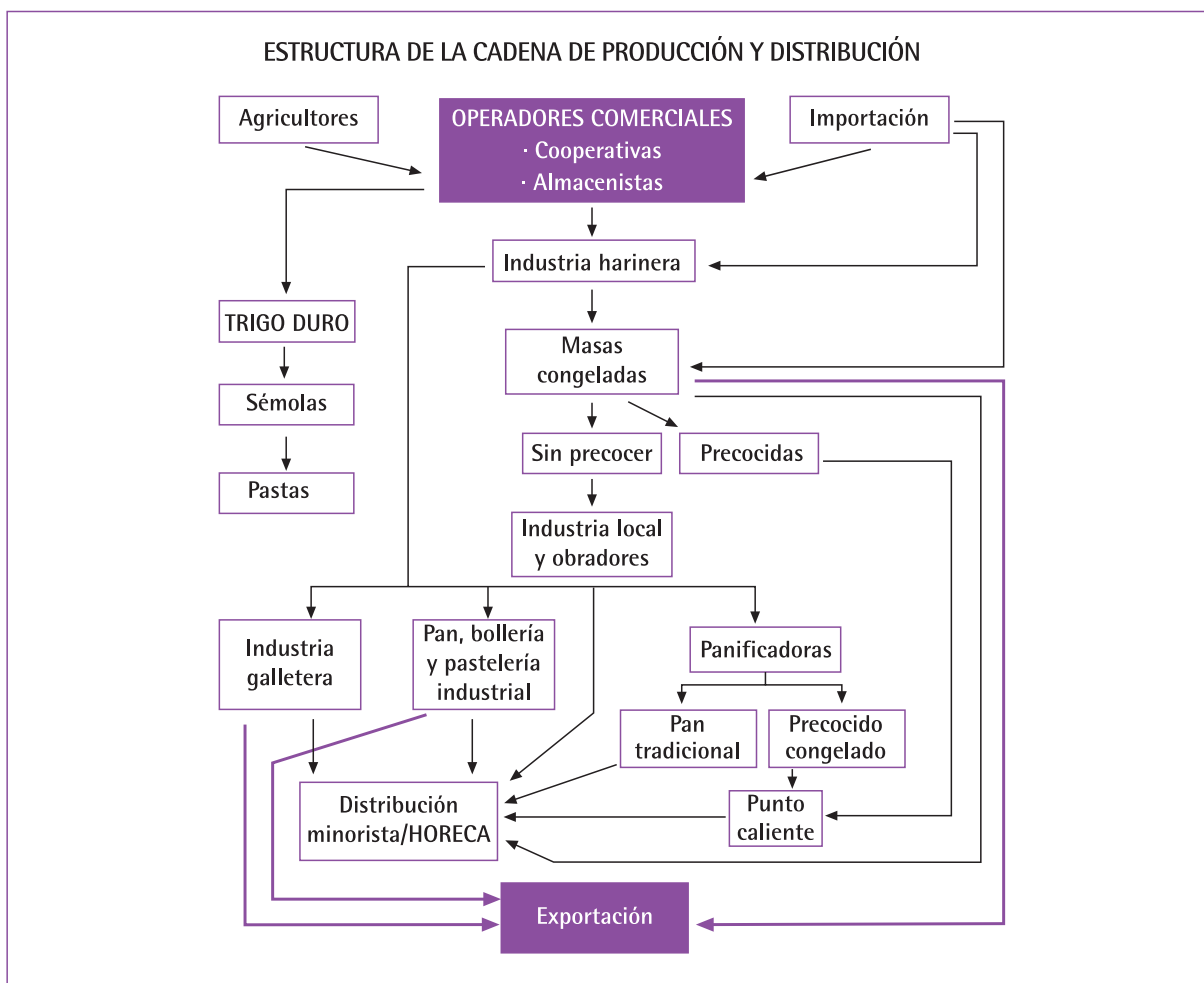 ESTRUCTURA DE LA CADENA DE PRODUCCIÓN Y DISTRIBUCIÓN
Agricultores
OPERADORES COMERCIALES
· Cooperativas
· Almacenistas
Importación
Industria harinera
TRIGO DURO
Masas
congeladas
Sémolas
Sin precocer
Precocidas
Pastas
Industria local
y obradores
Industria
galletera
Pan, bollería
y pastelería
industrial
Panificadoras
Pan
tradicional
Precocido
congelado
Distribución
minorista/HORECA
Punto
caliente
Exportación